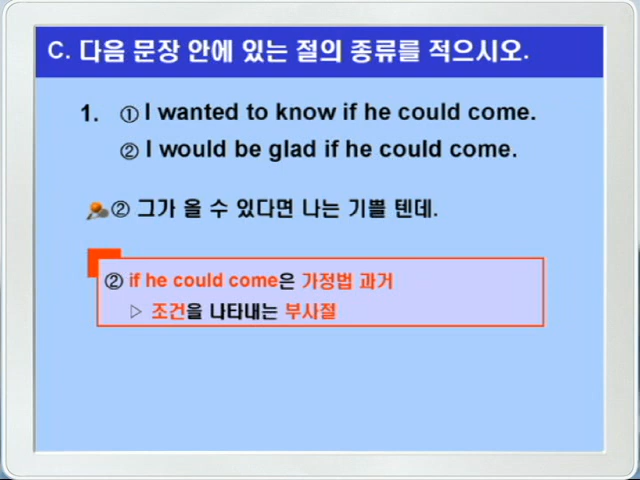 C. 다음 문장 안에 있는 절의 종류를 적으시오.
1. ① I wanted to know if he could come.
② I would be glad if he could come.
② 그가 올 수 있다면 나는 기쁠 텐데.
② if he could come은 가정법 과거
▷ 조건을 나타내는 부사절